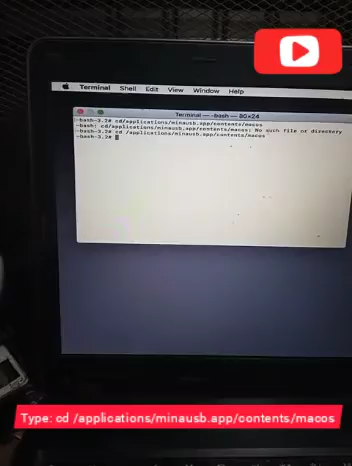 Terminal Shell Edit View Window Help
Terminal — -bash — 80×24
-bash-3.2# cd/applications/minausb.app/contents/macos
-bash: cd/applications/minausb.app/contents/macos: No such file or directory
-bash-3.2# cd /applications/minausb.app/contents/macos
-bash-3.2#
Type: cd /applications/minausb.app/contents/macos